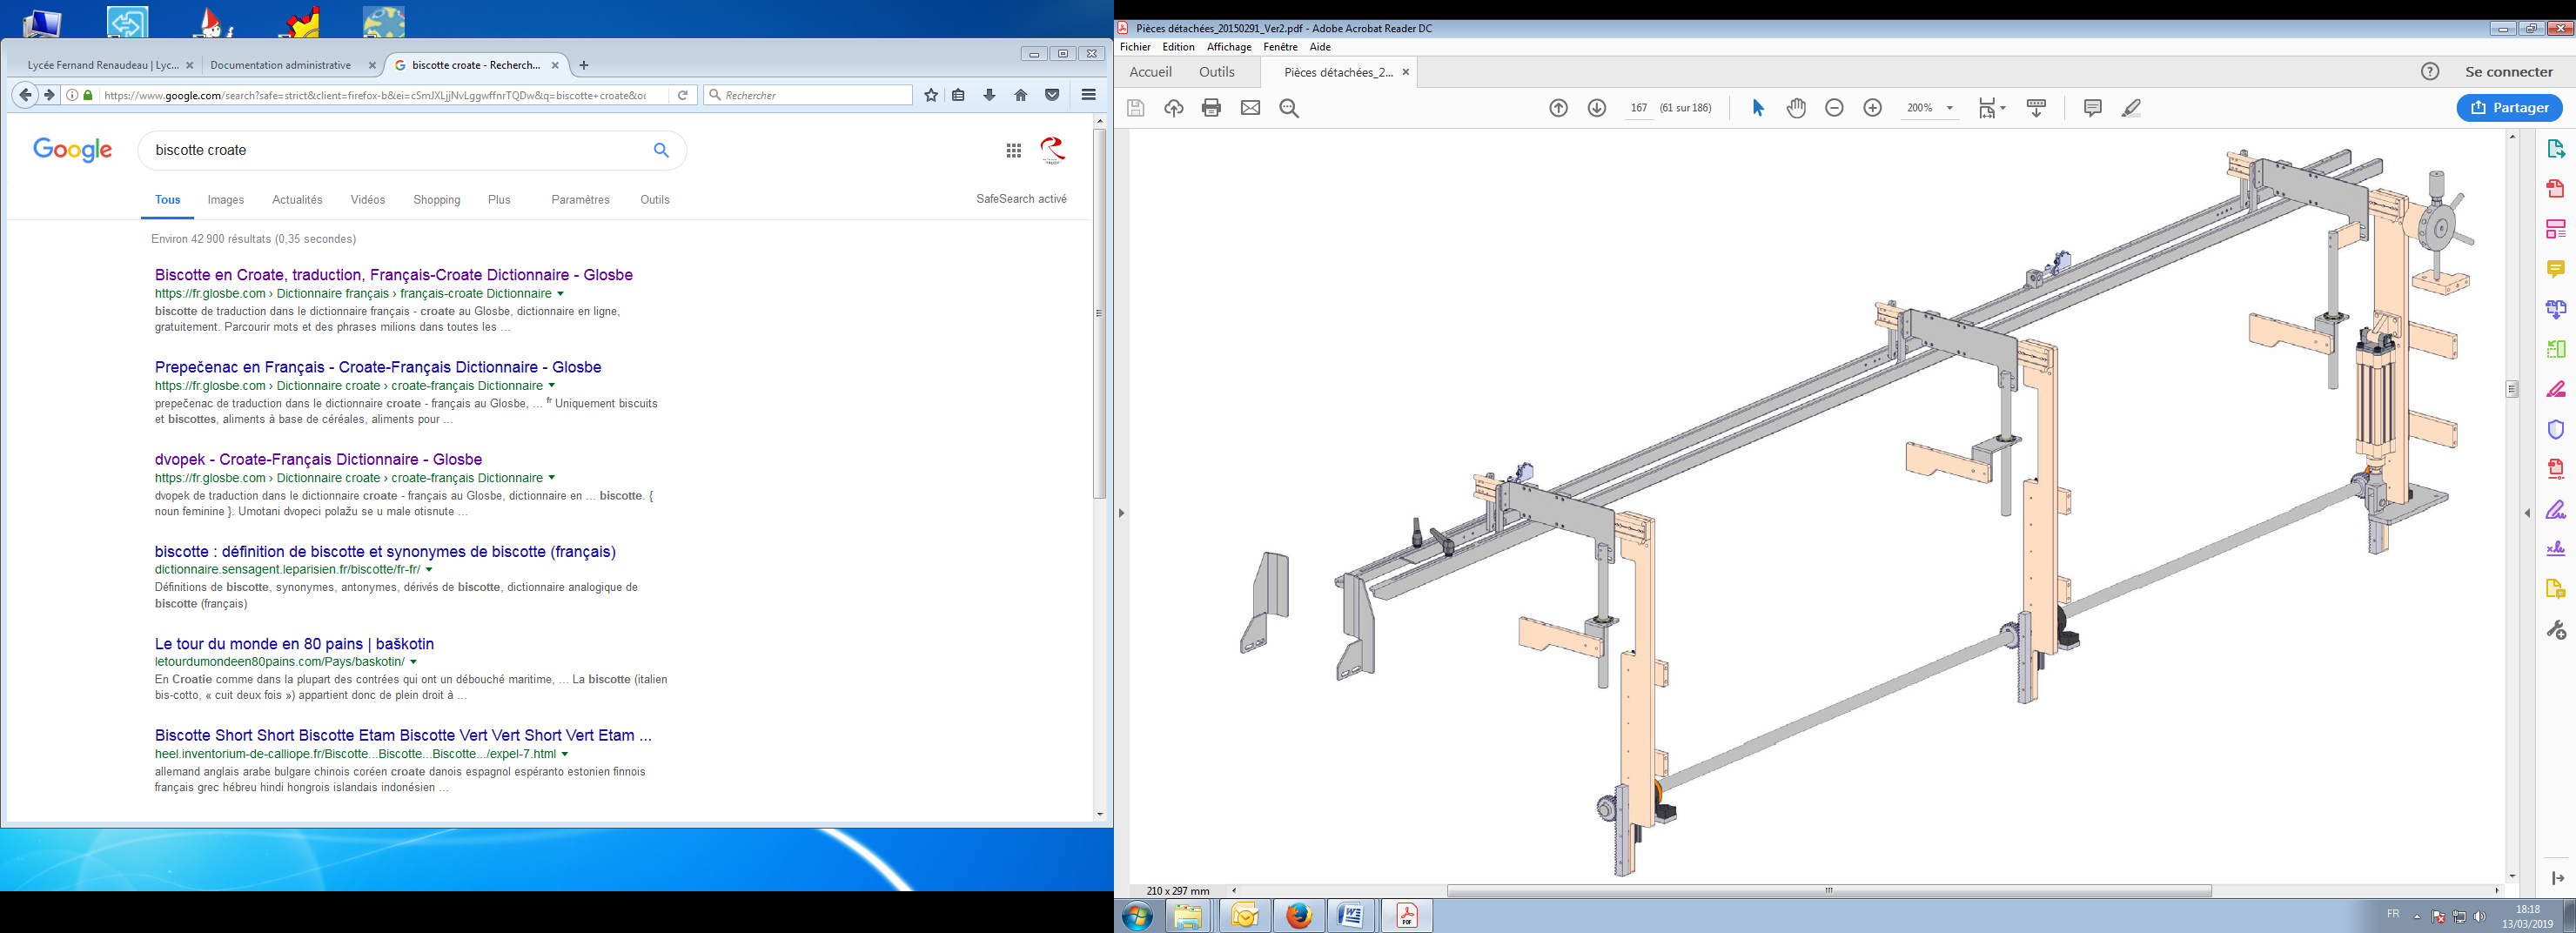 Lycée Fernand Renaudeau | Lyc...
Documentation administrative
biscotte croate - Recherch...
https://www.google.com/search?safe=strict&client=firefox-b&ei=cSmJXLjjNvLggwffnrTQDw&q=biscotte+croate&oc
Rechercher
Google
biscotte croate
Tous Images Actualités Vidéos Shopping Plus Paramètres Outils
SafeSearch activé
Environ 42 900 résultats (0,35 secondes)
Biscotte en Croate, traduction, Français-Croate Dictionnaire - Glosbe
https://fr.glosbe.com › Dictionnaire français › français-croate Dictionnaire
biscotte de traduction dans le dictionnaire français - croate au Glosbe, dictionnaire en ligne,
gratuitement. Parcourir mots et des phrases milions dans toutes les ...
Prepečenac en Français - Croate-Français Dictionnaire - Glosbe
https://fr.glosbe.com › Dictionnaire croate › croate-français Dictionnaire
prepečenac de traduction dans le dictionnaire croate - français au Glosbe, ... fr Uniquement biscuits
et biscottes, aliments à base de céréales, aliments pour ...
dvopek - Croate-Français Dictionnaire - Glosbe
https://fr.glosbe.com › Dictionnaire croate › croate-français Dictionnaire
dvopek de traduction dans le dictionnaire croate - français au Glosbe, dictionnaire en ... biscotte. {
noun feminine }. Umotani dvopeci polažu se u male otisnute ...
biscotte : définition de biscotte et synonymes de biscotte (français)
dictionnaire.sensagent.leparisien.fr/biscotte/fr-fr/
Définitions de biscotte, synonymes, antonymes, dérivés de biscotte, dictionnaire analogique de
biscotte (français)
Le tour du monde en 80 pains | baškotin
letourdumondeen80pains.com/Pays/baskotin/
En Croatie comme dans la plupart des contrées qui ont un débouché maritime, ... La biscotte (italien
bis-cotto, « cuit deux fois ») appartient donc de plein droit à ...
Biscotte Short Short Biscotte Etam Biscotte Vert Vert Short Vert Etam ...
heel.inventorium-de-calliope.fr/Biscotte...Biscotte...Biscotte.../expel-7.html
allemand anglais arabe bulgare chinois coréen croate danois espagnol espéranto estonien finnois
français grec hébreu hindi hongrois islandais indonésien ...
Pièces détachées_20150291_Ver2.pdf - Adobe Acrobat Reader DC
Fichier Edition Affichage Fenêtre Aide
Accueil Outils Pièces détachées_2...
Se connecter
167 (61 sur 186)
200%
Partager
210 x 297 mm
PDF
FR
18:18
13/03/2019